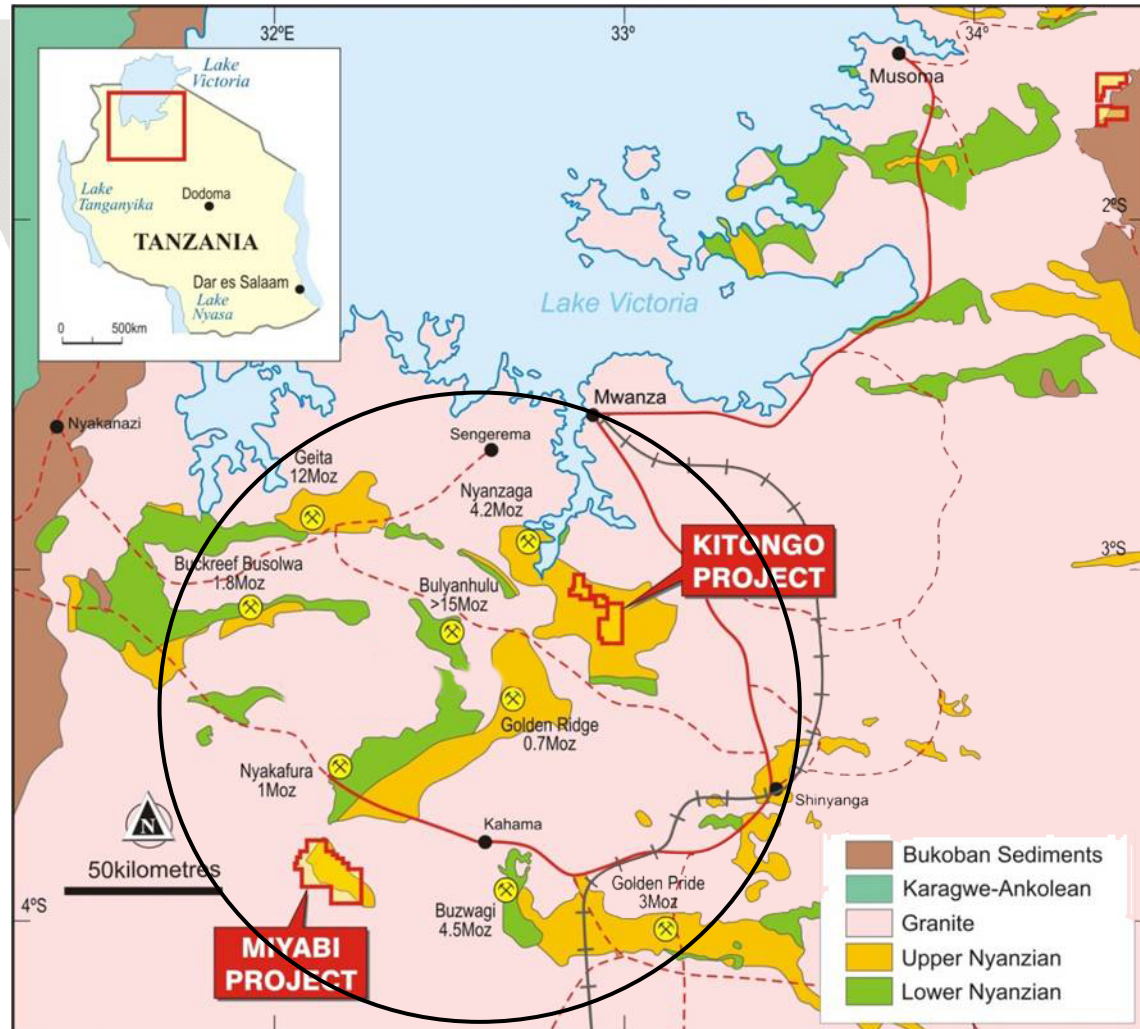 32ºE
33º
34º
Lake
Victoria
Lake
Tanganyika
Dodoma
TANZANIA
Dar es Salaam
Lake
Nyasa
0
500km
Musoma
2ºS
Lake Victoria
Nyakanazi
Mwanza
Sengerema
Geita
12Moz
Nyanzaga
4.2Moz
KITONGO
PROJECT
3ºS
Buckreef Busolwa
1.8Moz
Bulyanhulu
>15Moz
Golden Ridge
0.7Moz
Nyakafura
1Moz
Shinyanga
N
50kilometres
Kahama
4ºS
MIYABI
PROJECT
Buzwagi
4.5Moz
Golden Pride
3Moz
Bukoban Sediments
Karagwe-Ankolean
Granite
Upper Nyanzian
Lower Nyanzian